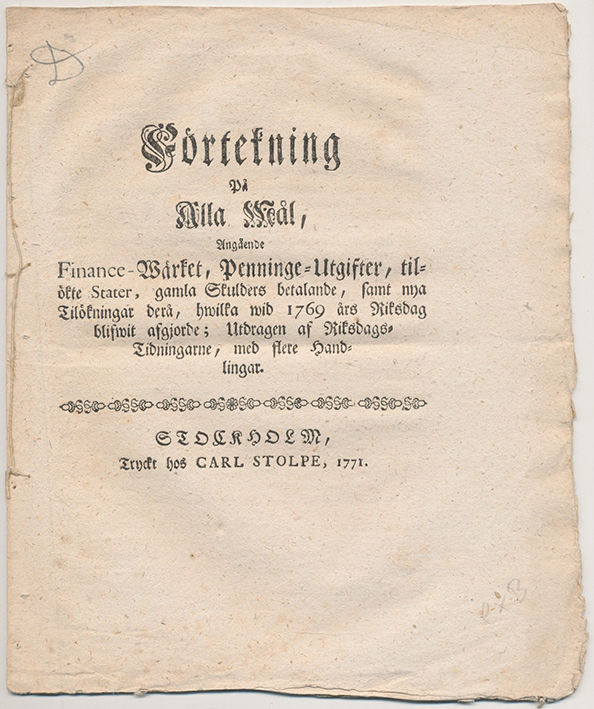 D
Förtekning
På
Alla Mål,
Angående
Finance-Wärket, Penninge-Utgifter, til-
ökte Stater, gamla Skulders betalande, samt nya
Tilökningar derå, hwilka wid 1769 års Riksdag
blifwit afgjorde; Utdragen af Riksdags-
Tidningarne, med flere Hand-
lingar.
STOCKHOLM,
Tryckt hos CARL STOLPE, 1771.